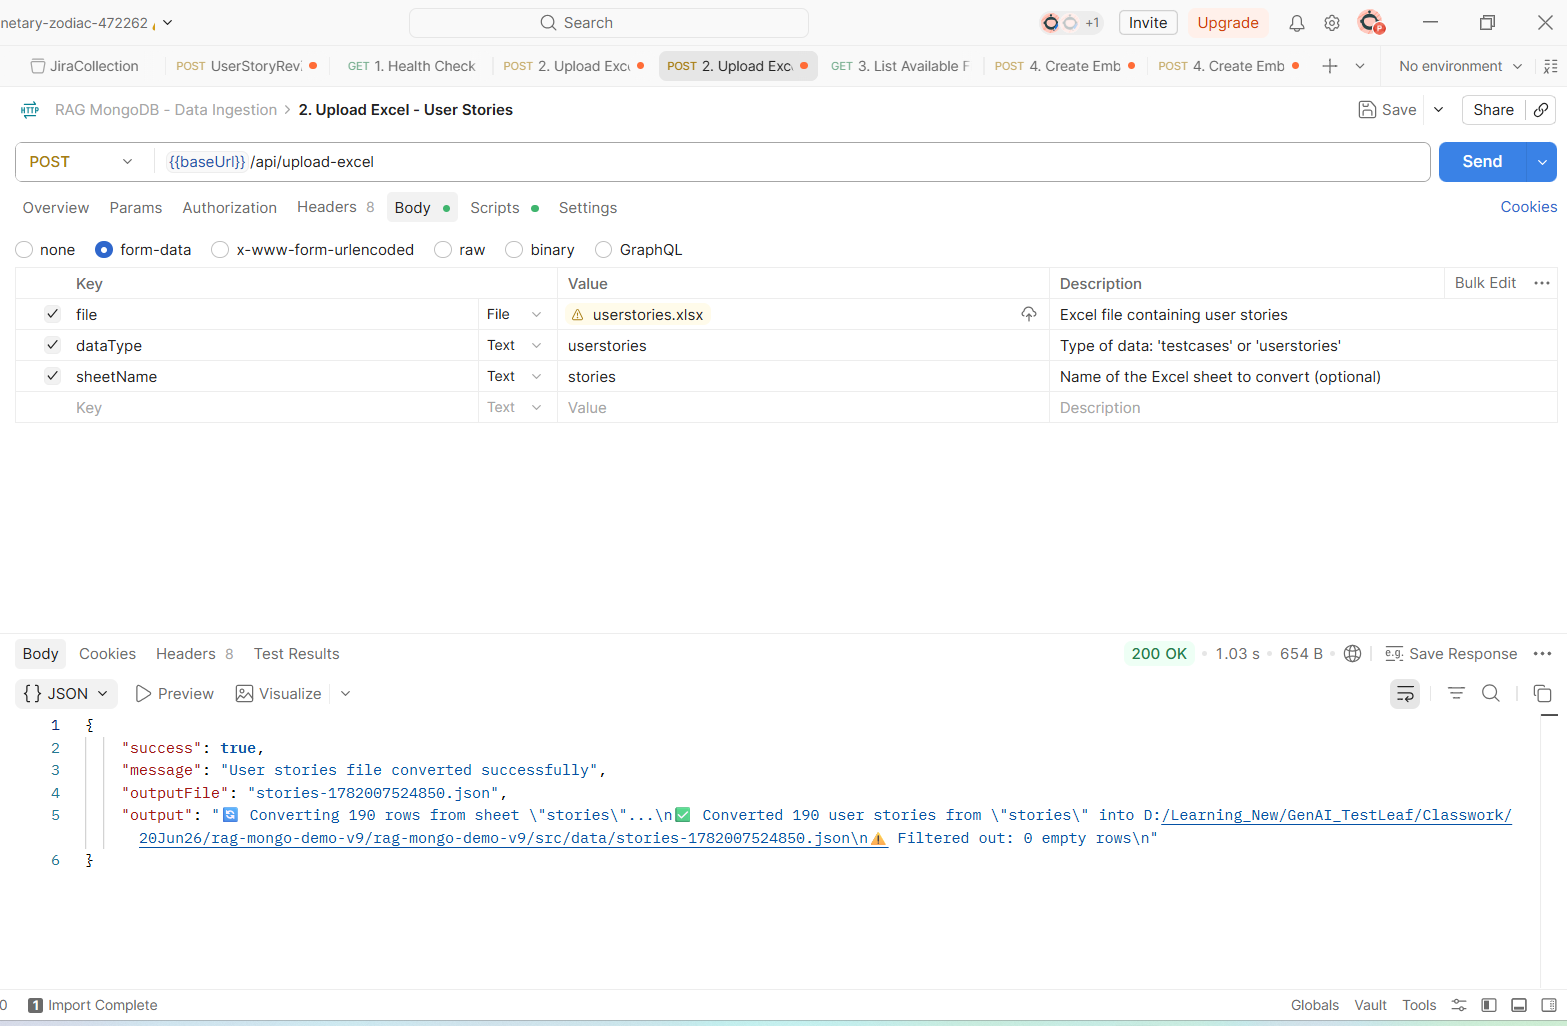 netary-zodiac-472262
Search
+1
Invite
Upgrade
JiraCollection
POST UserStoryRev
GET 1. Health Check
POST 2. Upload Exc
POST 2. Upload Exc
GET 3. List Available F
POST 4. Create Emb
POST 4. Create Emb
No environment
HTTP RAG MongoDB - Data Ingestion > 2. Upload Excel - User Stories
Save
Share
POST {{baseUrl}} /api/upload-excel
Send
Overview Params Authorization Headers 8 Body Scripts Settings
Cookies
none form-data x-www-form-urlencoded raw binary GraphQL
Key Value Description Bulk Edit
file File userstories.xlsx Excel file containing user stories
dataType Text userstories Type of data: 'testcases' or 'userstories'
sheetName Text stories Name of the Excel sheet to convert (optional)
Key Text Value Description
Body Cookies Headers 8 Test Results
200 OK 1.03 s 654 B e.g. Save Response
{} JSON Preview Visualize
1 {
2 "success": true,
3 "message": "User stories file converted successfully",
4 "outputFile": "stories-1782007524850.json",
5 "output": "🔄 Converting 190 rows from sheet \"stories\"...\n✅ Converted 190 user stories from \"stories\" into D:/Learning_New/GenAI_TestLeaf/Classwork/
20Jun26/rag-mongo-demo-v9/rag-mongo-demo-v9/src/data/stories-1782007524850.json\n⚠️ Filtered out: 0 empty rows\n"
6 }
0 1 Import Complete
Globals Vault Tools